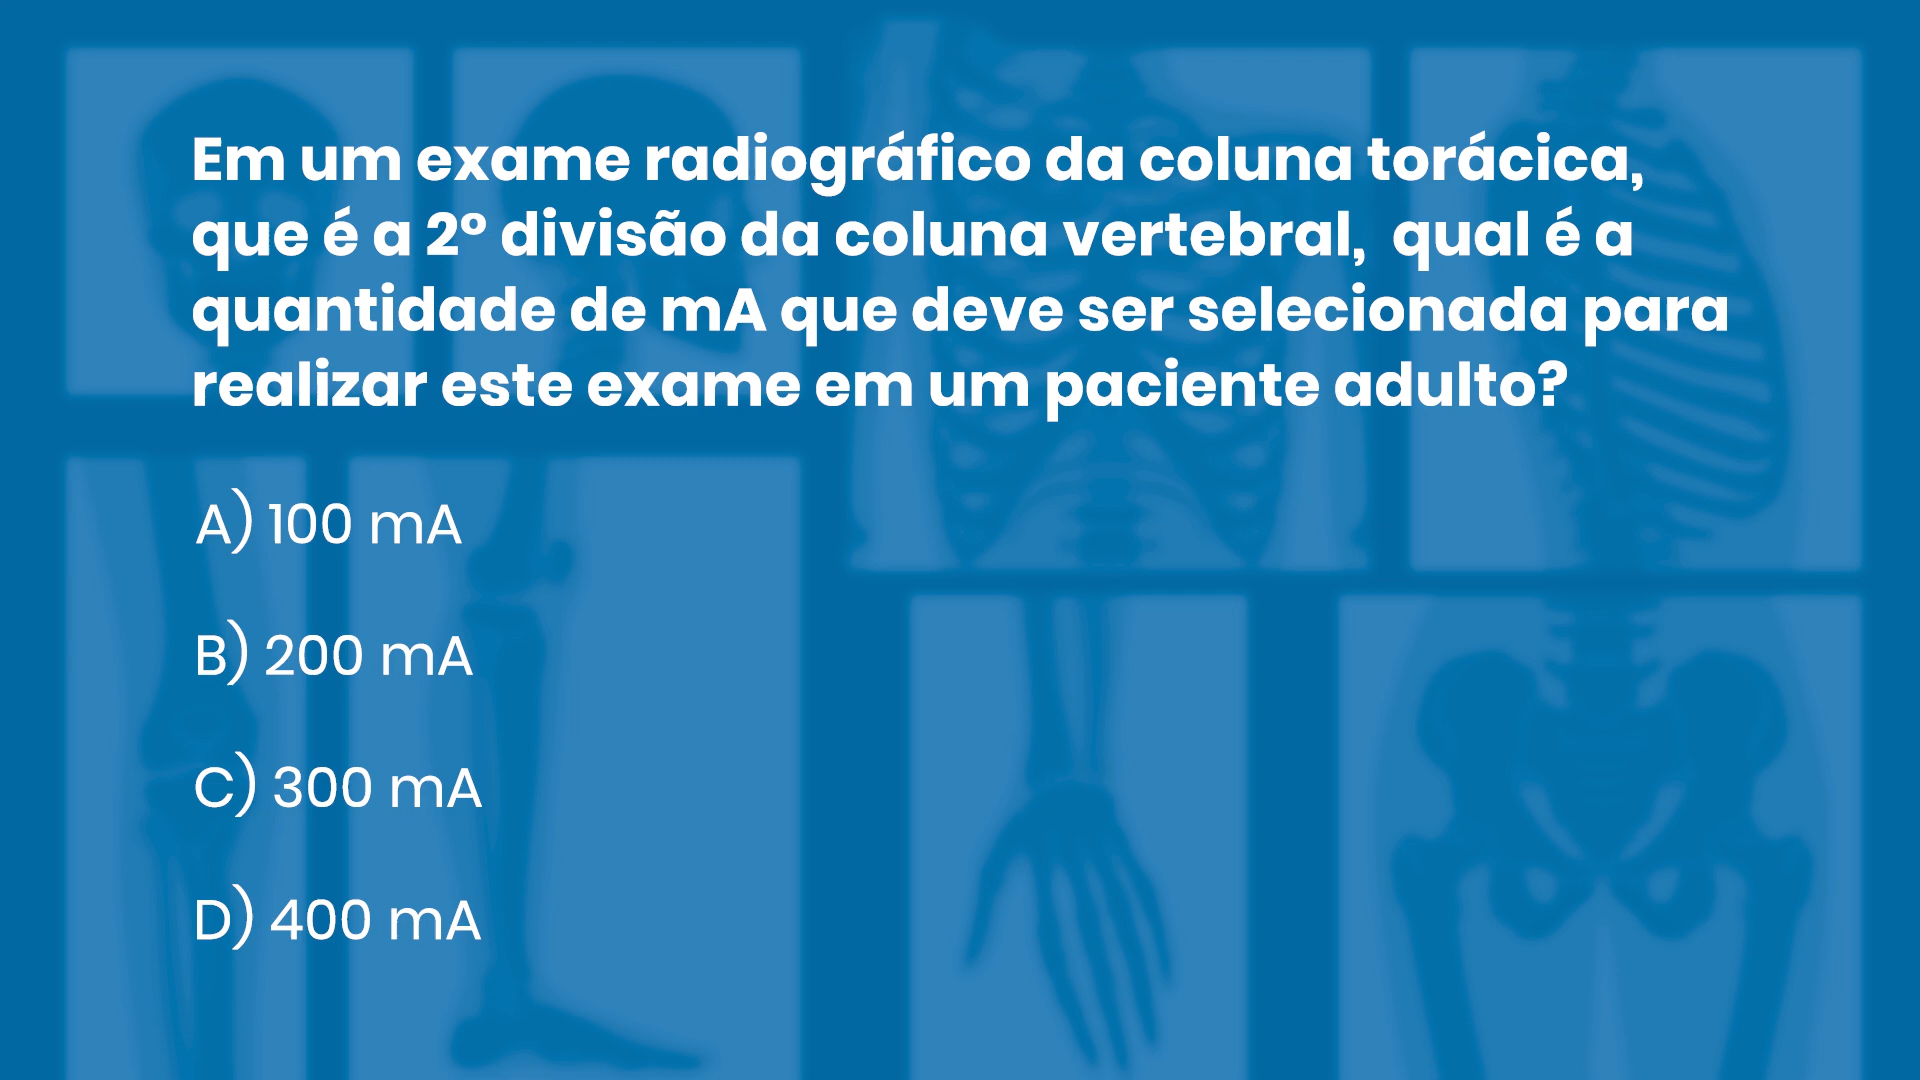 Em um exame radiográfico da coluna torácica,
que é a 2º divisão da coluna vertebral,  qual é a
quantidade de mA que deve ser selecionada para
realizar este exame em um paciente adulto?
A) 100 mA
B) 200 mA
C) 300 mA
D) 400 mA